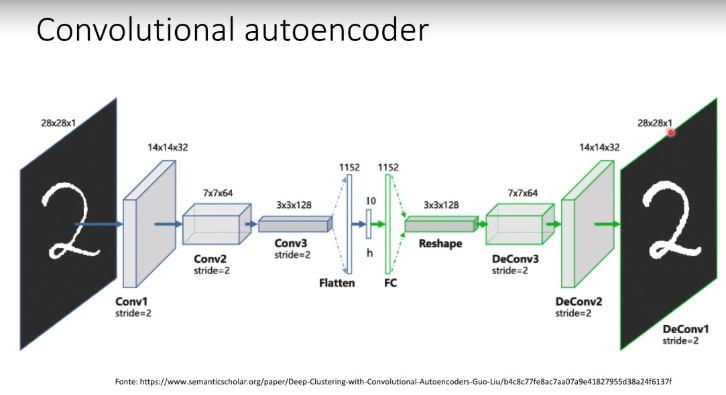 Convolutional autoencoder
28x28x1
14x14x32
7x7x64
3x3x128
1152
10
1152
3x3x128
7x7x64
14x14x32
28x28x1
h
Conv1
stride=2
Conv2
stride=2
Conv3
stride=2
Flatten
FC
Reshape
DeConv3
stride=2
DeConv2
stride=2
DeConv1
stride=2
2
2
Fonte: https://www.semanticscholar.org/paper/Deep-Clustering-with-Convolutional-Autoencoders-Guo-Liu/b4c8c77fe8ac7aa07a9e41827955d38a24f6137f